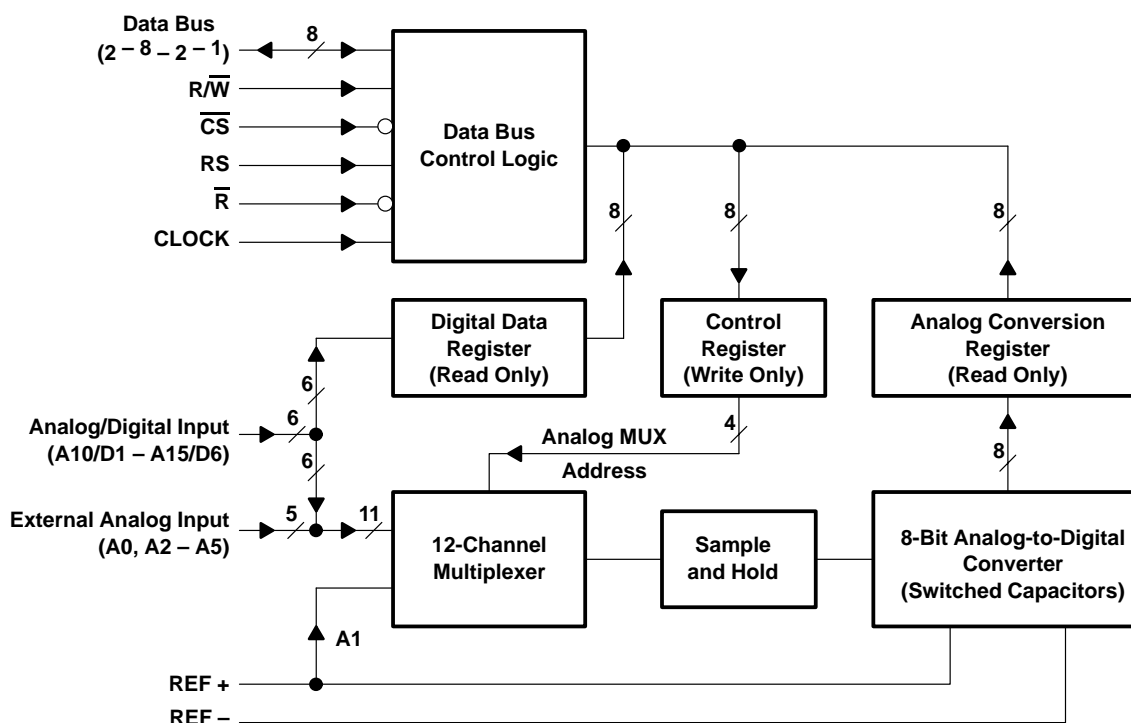 Data Bus
(2 – 8 – 2 – 1)
8
R/W̅
C̅S̅
RS
R̅
CLOCK
Data Bus
Control Logic
8
8
8
Digital Data
Register
(Read Only)
Control
Register
(Write Only)
Analog Conversion
Register
(Read Only)
6
Analog/Digital Input
(A10/D1 – A15/D6)
6
6
4
Analog MUX
Address
8
External Analog Input
(A0, A2 – A5)
5
11
12-Channel
Multiplexer
Sample
and Hold
8-Bit Analog-to-Digital
Converter
(Switched Capacitors)
A1
REF +
REF –